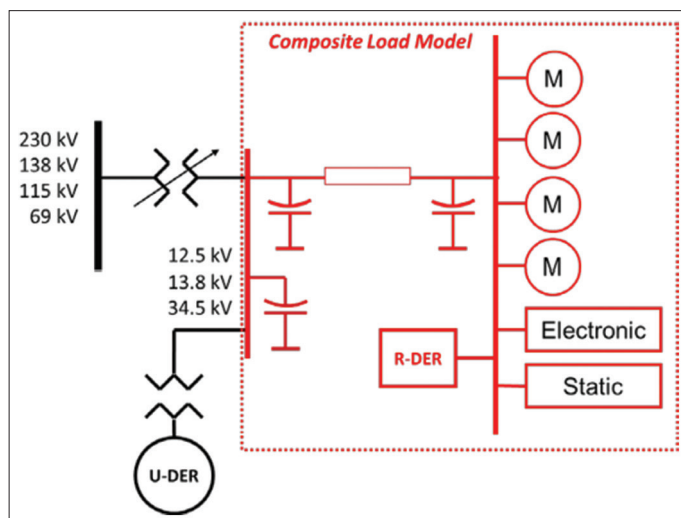 Composite Load Model
230 kV
138 kV
115 kV
69 kV
12.5 kV
13.8 kV
34.5 kV
M
M
M
M
Electronic
R-DER
Static
U-DER